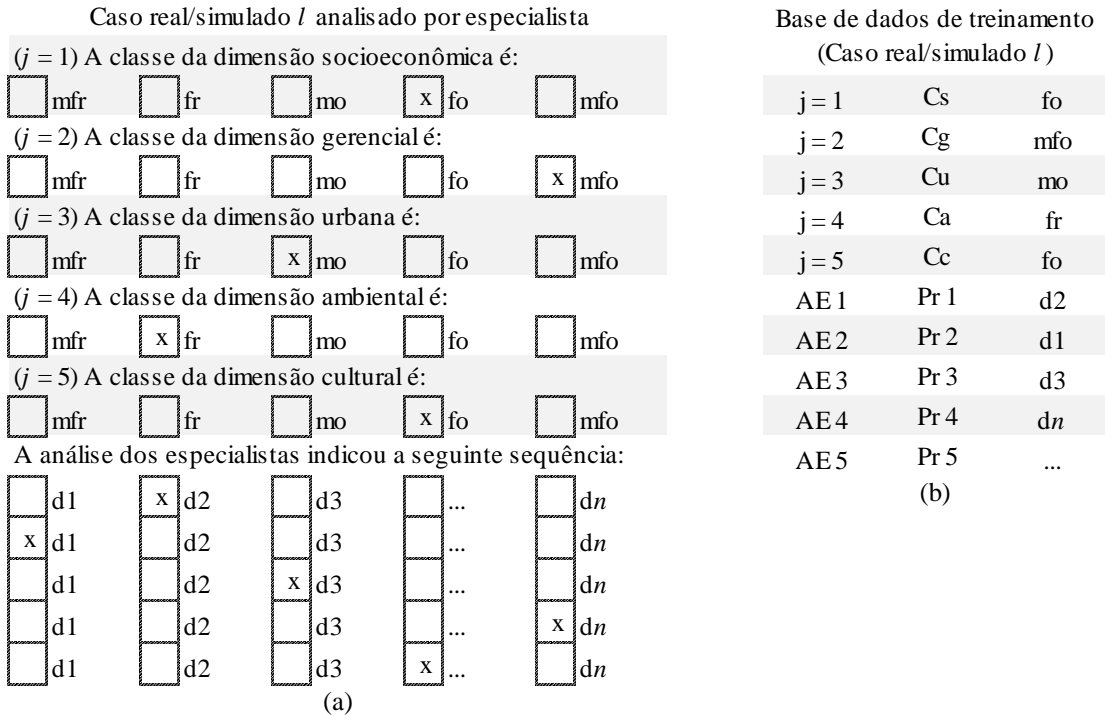 Caso real/simulado l analisado por especialista
(j = 1) A classe da dimensão socioeconômica é:
mfr fr mo x fo mfo
(j = 2) A classe da dimensão gerencial é:
mfr fr mo fo x mfo
(j = 3) A classe da dimensão urbana é:
mfr fr x mo fo mfo
(j = 4) A classe da dimensão ambiental é:
mfr x fr mo fo mfo
(j = 5) A classe da dimensão cultural é:
mfr fr mo x fo mfo
A análise dos especialistas indicou a seguinte sequência:
d1 x d2 d3 ... dn
x d1 d2 d3 ... dn
d1 d2 x d3 ... dn
d1 d2 d3 ... x dn
d1 d2 d3 x ... dn
(a)
Base de dados de treinamento
(Caso real/simulado l)
j = 1 Cs fo
j = 2 Cg mfo
j = 3 Cu mo
j = 4 Ca fr
j = 5 Cc fo
AE 1 Pr 1 d2
AE 2 Pr 2 d1
AE 3 Pr 3 d3
AE 4 Pr 4 dn
AE 5 Pr 5 ...
(b)